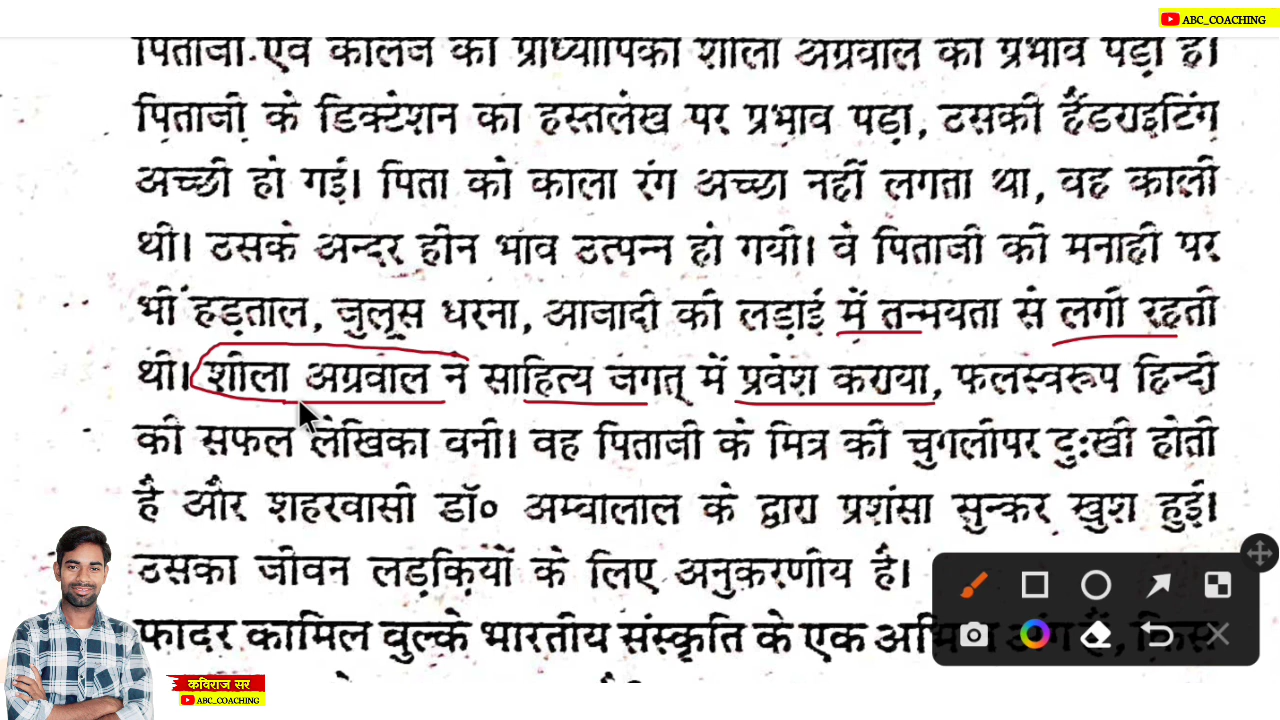 ABC_COACHING
पिताजी एवं कालेज की प्राध्यापिका शीला अग्रवाल का प्रभाव पड़ा है।
पिताजी के डिक्टेशन का हस्तलेख पर प्रभाव पड़ा, उसकी हैंडराइटिंग
अच्छी हो गई। पिता को काला रंग अच्छा नहीं लगता था, वह काली
थी। उसके अन्दर हीन भाव उत्पन्न हो गयी। वे पिताजी की मनाही पर
भी हड़ताल, जुलूस धरना, आजादी की लड़ाई में तन्मयता से लगी रहती
थी। शीला अग्रवाल ने साहित्य जगत् में प्रवेश कराया, फलस्वरूप हिन्दी
की सफल लेखिका बनी। वह पिताजी के मित्र की चुगलीपर दुःखी होती
है और शहरवासी डॉ० अम्बालाल के द्वारा प्रशंसा सुन्कर खुश हुई।
उसका जीवन लड़कियों के लिए अनुकरणीय है।
फादर कामिल बुल्के भारतीय संस्कृति के एक
कविराज सर
ABC_COACHING